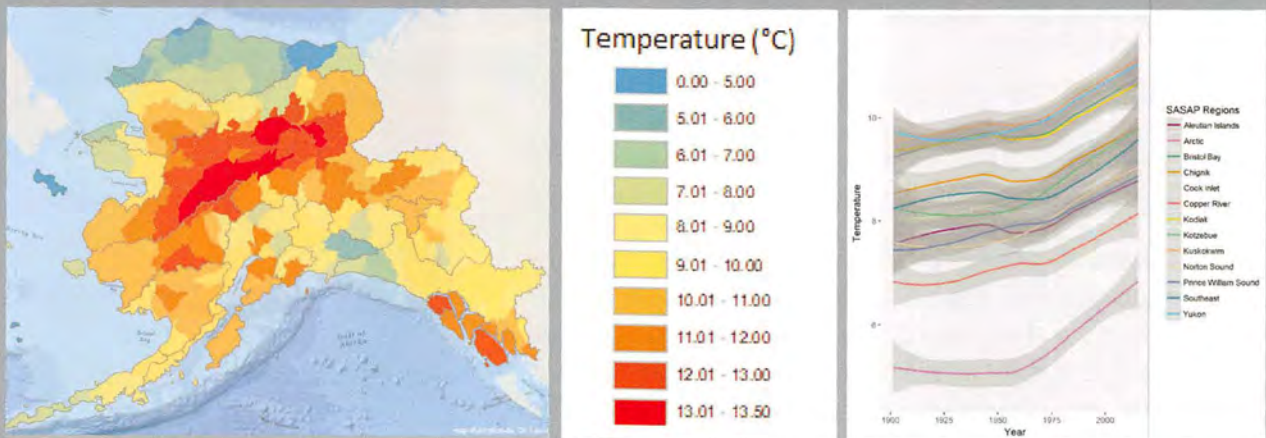 Temperature (°C)
0.00 - 5.00
5.01 - 6.00
6.01 - 7.00
7.01 - 8.00
8.01 - 9.00
9.01 - 10.00
10.01 - 11.00
11.01 - 12.00
12.01 - 13.00
13.01 - 13.50
10
8
6
Temperature
1900
1925
1950
1975
2000
Year
SASAP Regions
Aleutian Islands
Arctic
Bristol Bay
Chignik
Cook Inlet
Copper River
Kodiak
Kotzebue
Kuskokwim
Norton Sound
Prince William Sound
Southeast
Yukon